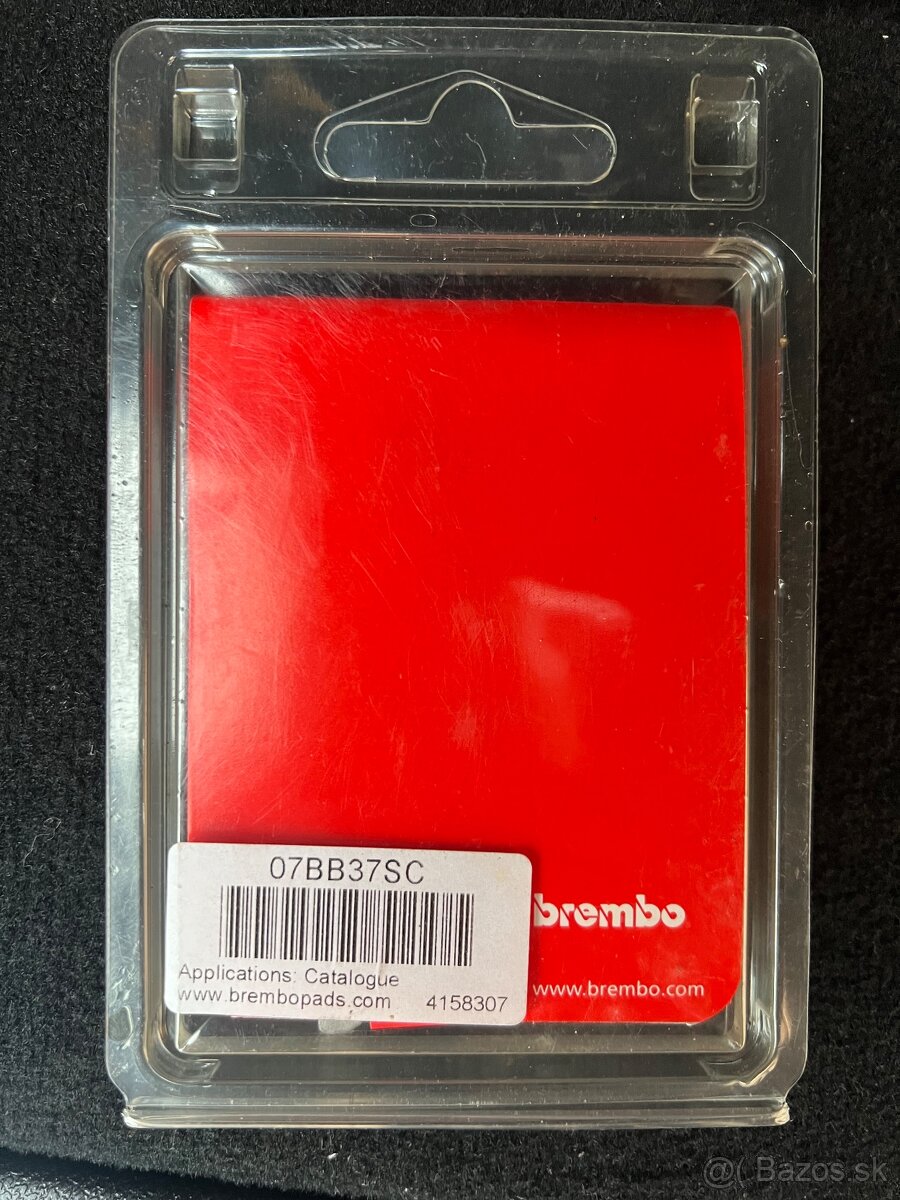 07BB37SC
Applications: Catalogue
www.brembopads.com 4158307
brembo
www.brembo.com
@( Bazos.sk